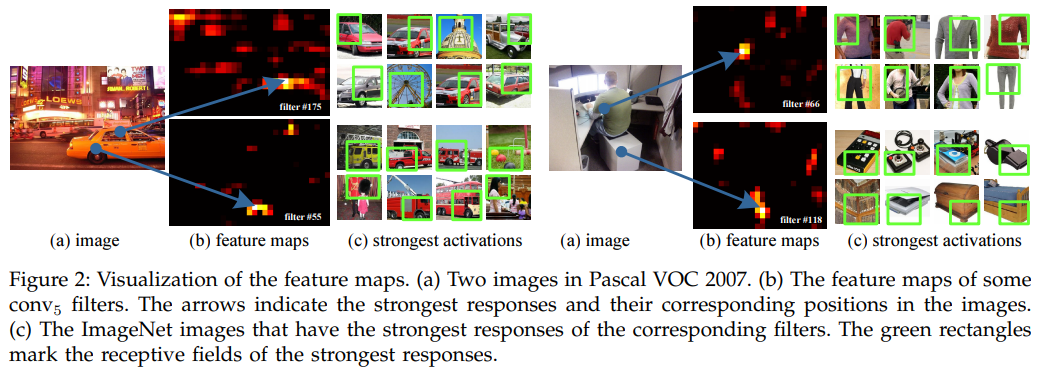 LOEWS
filter #175
filter #55
filter #66
filter #118
(a) image
(b) feature maps
(c) strongest activations
(a) image
(b) feature maps
(c) strongest activations
Figure 2: Visualization of the feature maps. (a) Two images in Pascal VOC 2007. (b) The feature maps of some
conv5 filters. The arrows indicate the strongest responses and their corresponding positions in the images.
(c) The ImageNet images that have the strongest responses of the corresponding filters. The green rectangles
mark the receptive fields of the strongest responses.